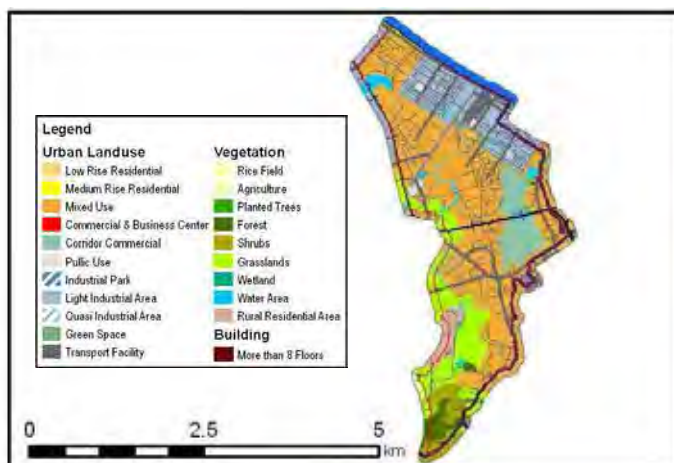 Legend
Urban Landuse
Low Rise Residential
Medium Rise Residential
Mixed Use
Commercial & Business Center
Corridor Commercial
Pullic Use
Industrial Park
Light Industrial Area
Quasi Industrial Area
Green Space
Transport Facility
Vegetation
Rice Field
Agriculture
Planted Trees
Forest
Shrubs
Grasslands
Wetland
Water Area
Rural Residential Area
Building
More than 8 Floors
0 2.5 5
km